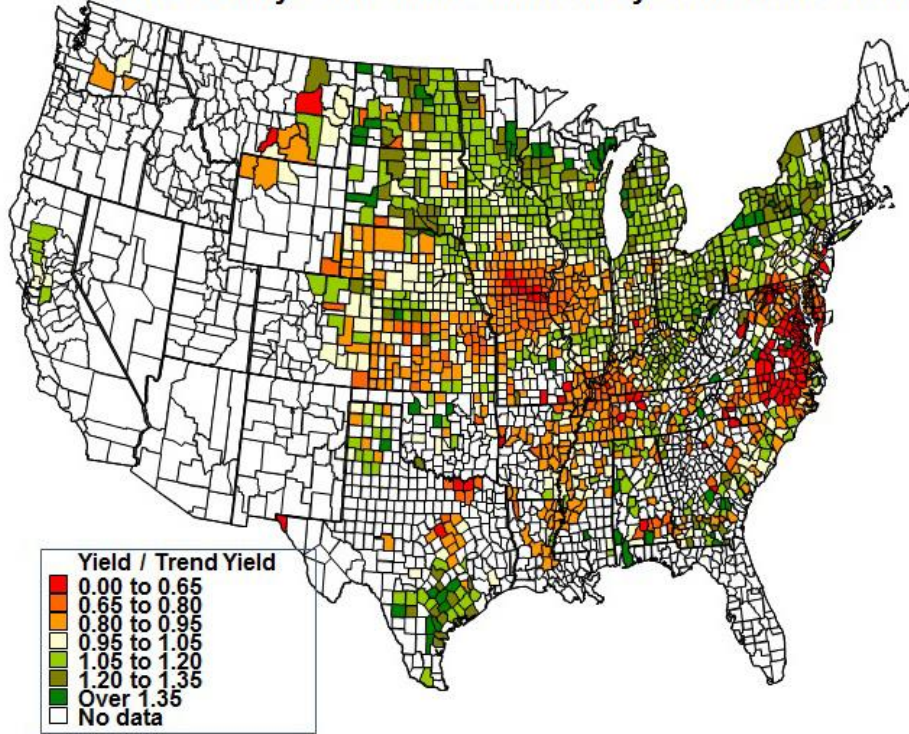 Yield / Trend Yield
0.00 to 0.65
0.65 to 0.80
0.80 to 0.95
0.95 to 1.05
1.05 to 1.20
1.20 to 1.35
Over 1.35
No data